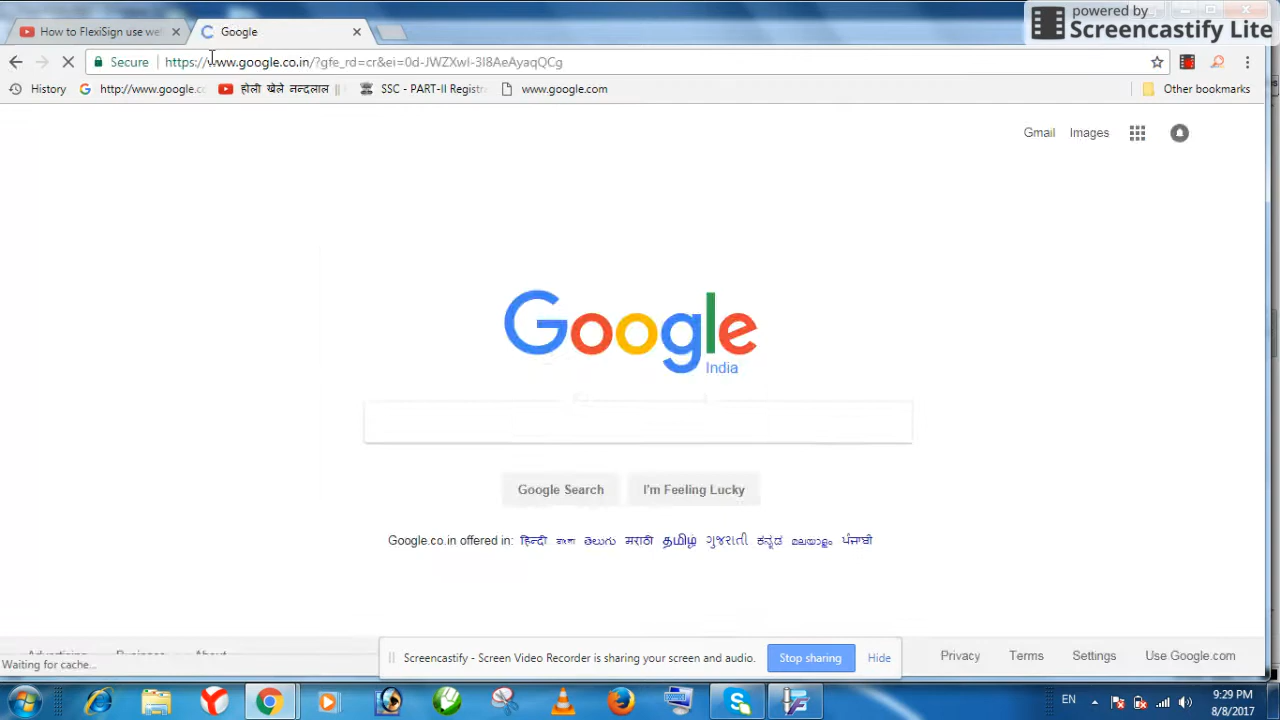 powered by
Screencastify Lite
How to FlexiSign use we
Google
Secure
https://www.google.co.in/?gfe_rd=cr&ei=0d-JWZXwI-3I8AeAyaqQCg
History
http://www.google.c
होली खेले नन्दलाल ||
SSC - PART-II Registr
www.google.com
Other bookmarks
Gmail Images
Google
India
Google Search I'm Feeling Lucky
Google.co.in offered in: हिन्दी বাংলা తెలుగు मराठी தமிழ் ગુજરાતી ಕನ್ನಡ മലയാളം ਪੰਜਾਬੀ
Advertising Business About
Screencastify - Screen Video Recorder is sharing your screen and audio. Stop sharing Hide
Privacy Terms Settings Use Google.com
Waiting for cache...
EN
9:29 PM
8/8/2017